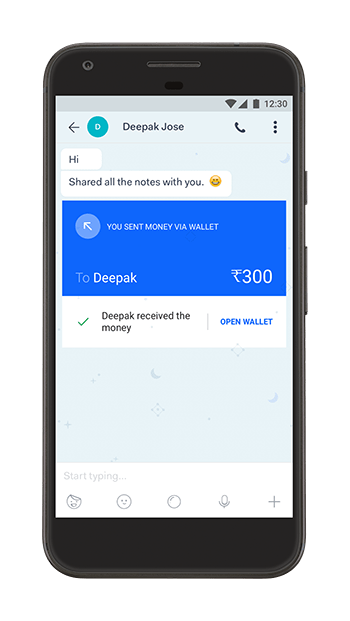 12:30
D
Deepak Jose
Hi
Shared all the notes with you. 😄
YOU SENT MONEY VIA WALLET
To Deepak
₹300
Deepak received the
money
OPEN WALLET
Start typing...